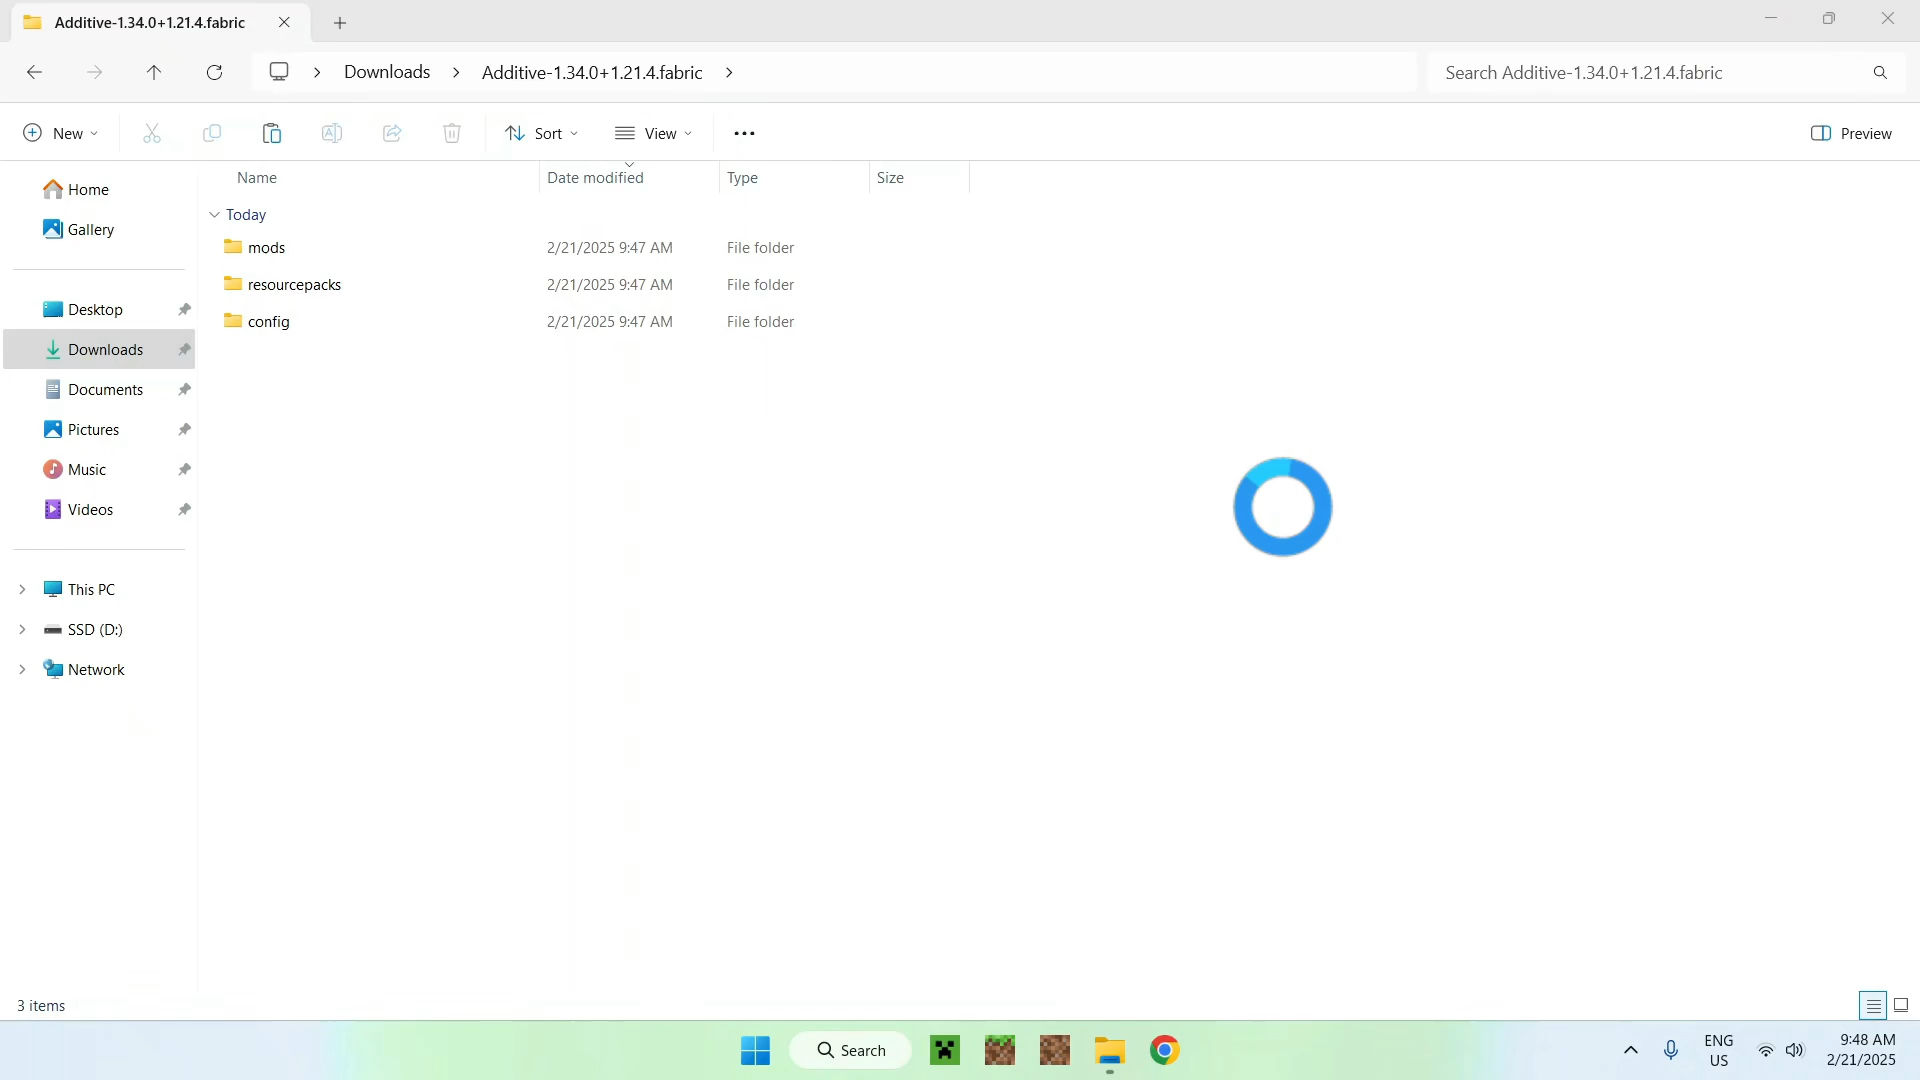 Additive-1.34.0+1.21.4.fabric
Downloads
Additive-1.34.0+1.21.4.fabric
Search Additive-1.34.0+1.21.4.fabric
New
Sort
View
Preview
Name
Date modified
Type
Size
Home
Gallery
Desktop
Downloads
Documents
Pictures
Music
Videos
This PC
SSD (D:)
Network
Today
mods 2/21/2025 9:47 AM File folder
resourcepacks 2/21/2025 9:47 AM File folder
config 2/21/2025 9:47 AM File folder
3 items
Search
ENG
US
9:48 AM
2/21/2025